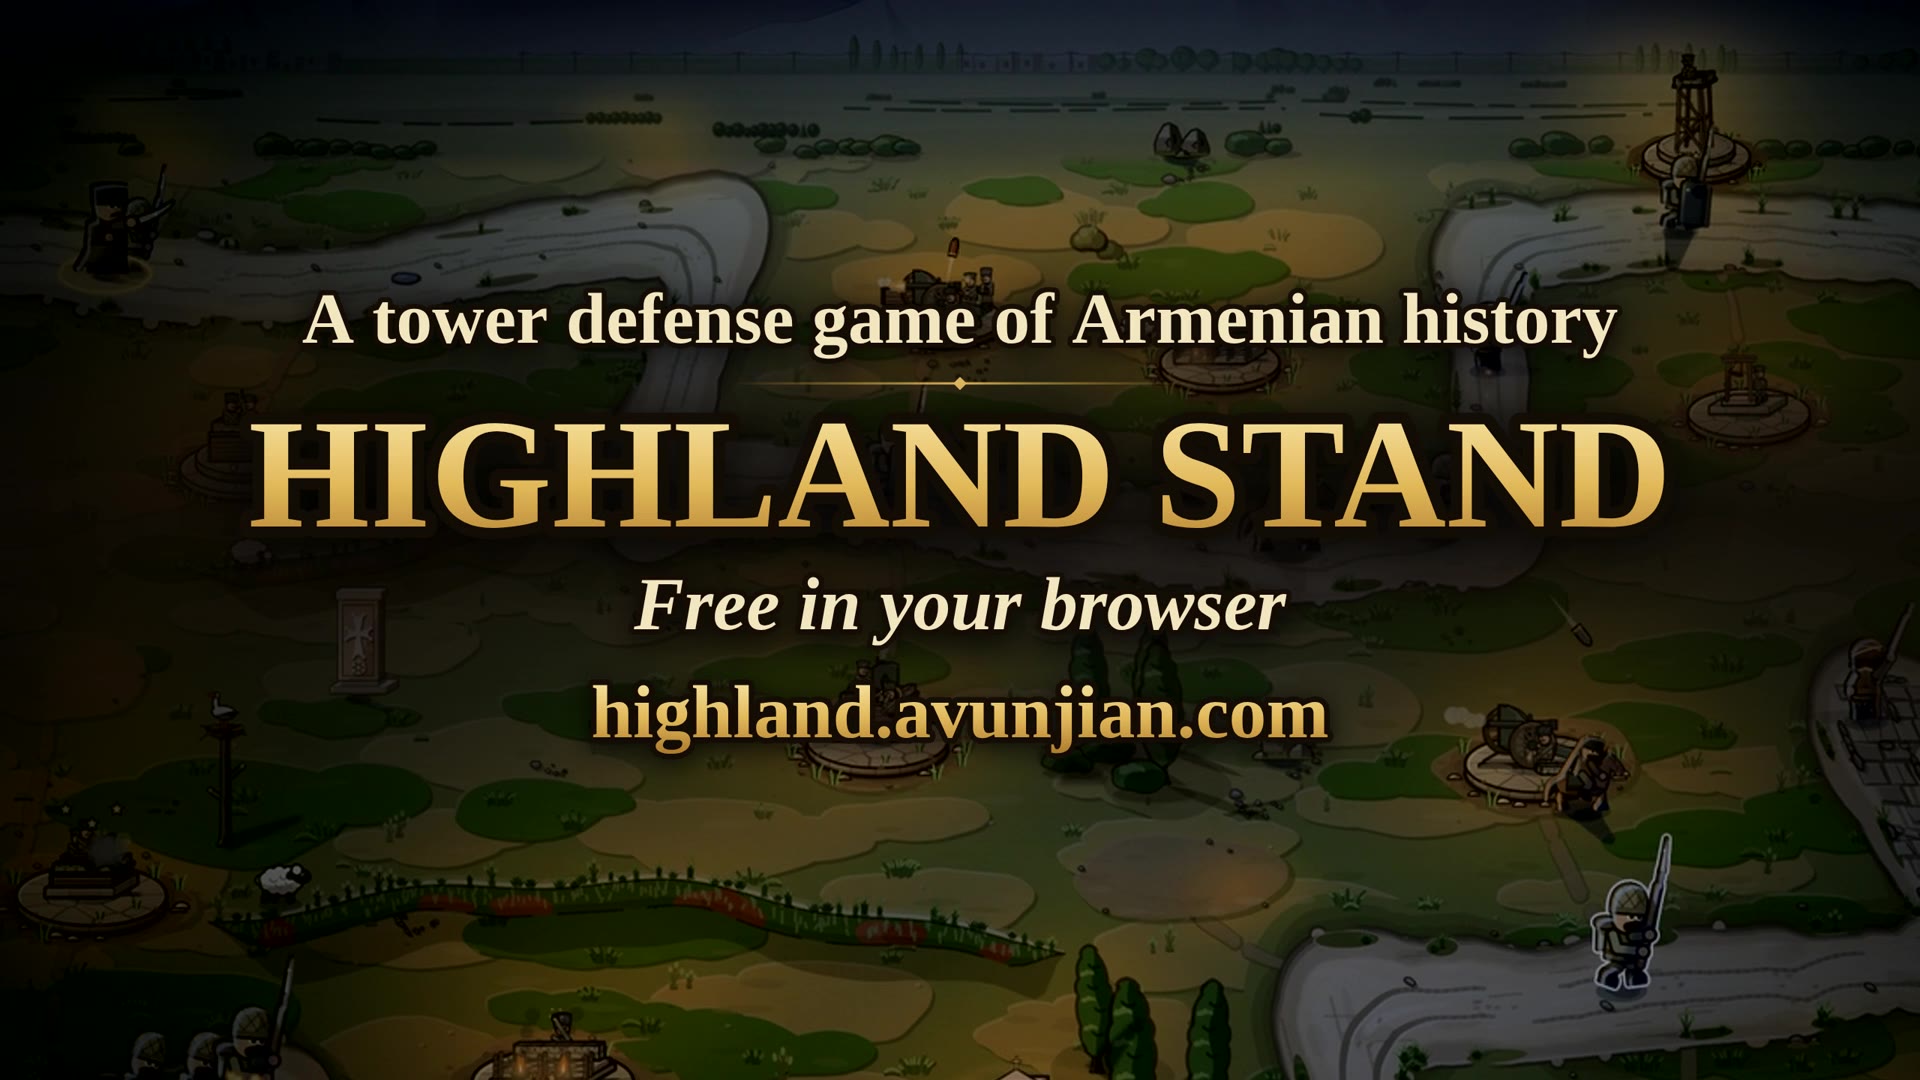 A tower defense game of Armenian history
HIGHLAND STAND
Free in your browser
highland.avunjian.com